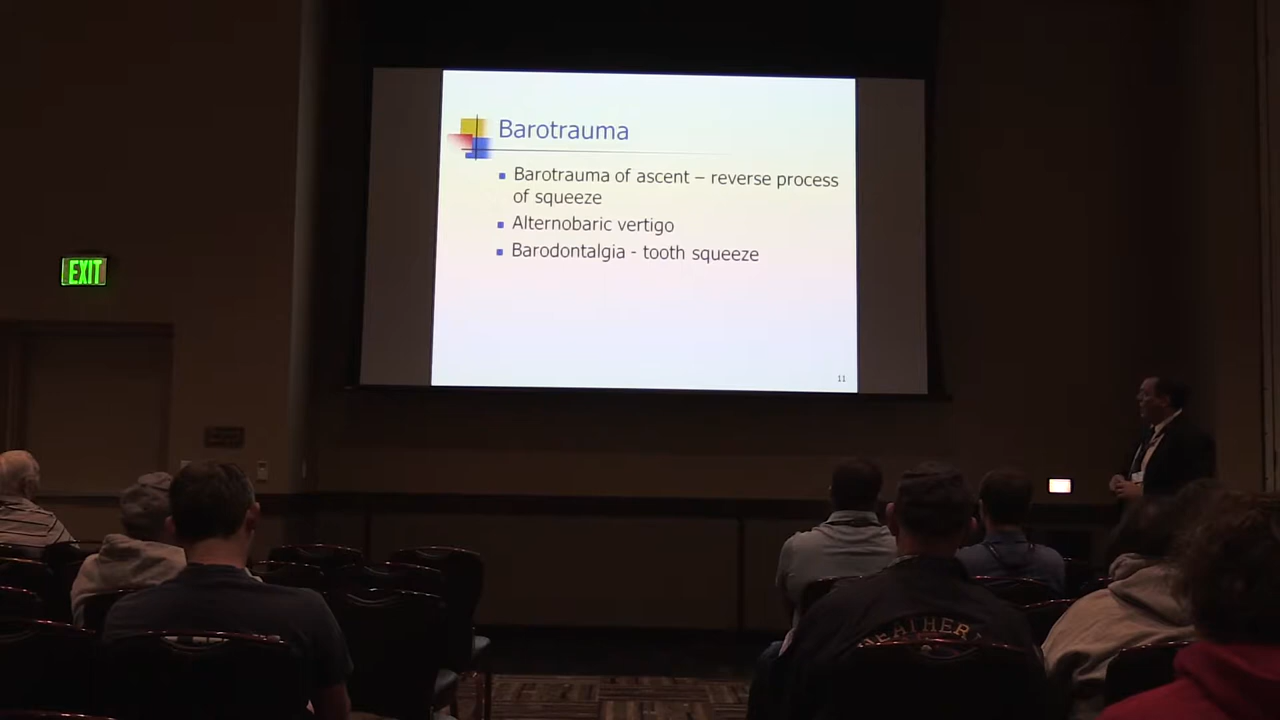 Barotrauma
Barotrauma of ascent – reverse process
of squeeze
Alternobaric vertigo
Barodontalgia - tooth squeeze
11
EXIT